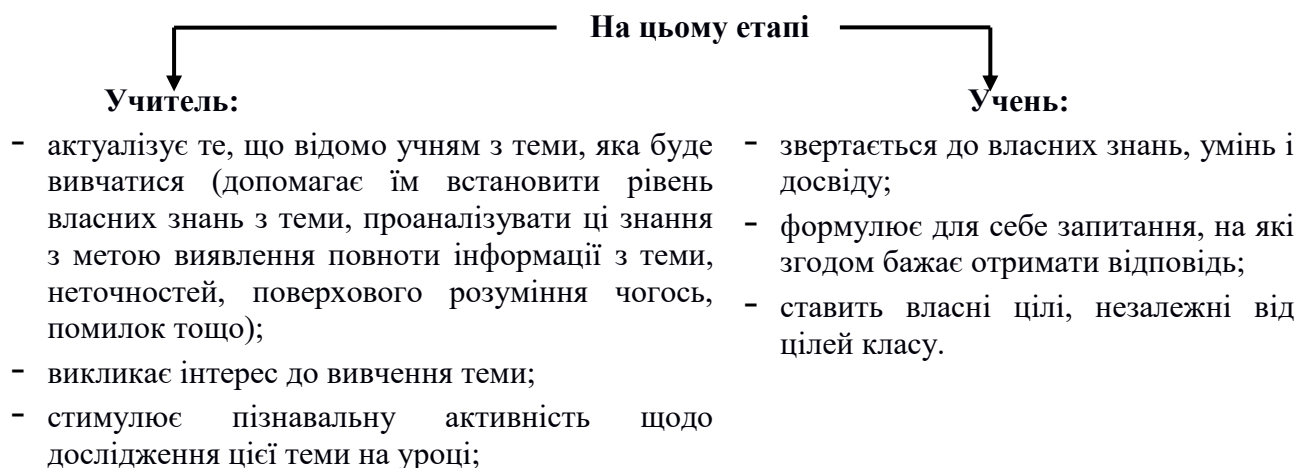 На цьому етапі
Учитель:
- актуалізує те, що відомо учням з теми, яка буде
вивчатися (допомагає їм встановити рівень
власних знань з теми, проаналізувати ці знання
з метою виявлення повноти інформації з теми,
неточностей, поверхового розуміння чогось,
помилок тощо);
- викликає інтерес до вивчення теми;
- стимулює пізнавальну активність щодо
дослідження цієї теми на уроці;
Учень:
- звертається до власних знань, умінь і
досвіду;
- формулює для себе запитання, на які
згодом бажає отримати відповідь;
- ставить власні цілі, незалежні від
цілей класу.